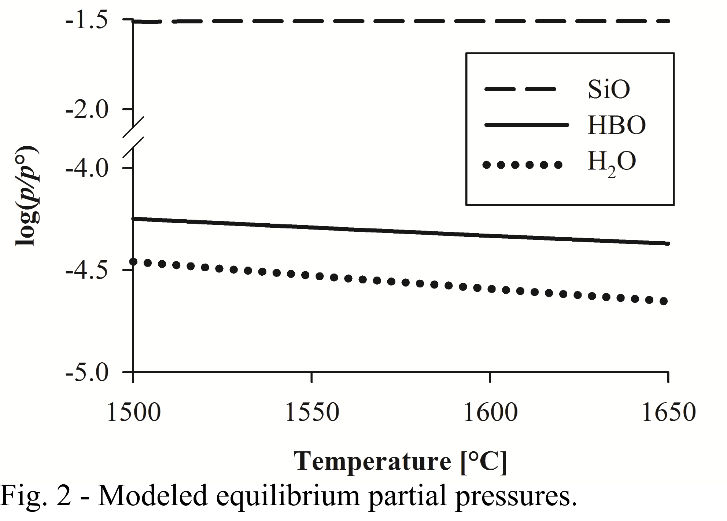 -1.5
-2.0
-4.0
-4.5
-5.0
log(p/p°)
SiO
HBO
H₂O
1500 1550 1600 1650
Temperature [°C]
Fig. 2 - Modeled equilibrium partial pressures.